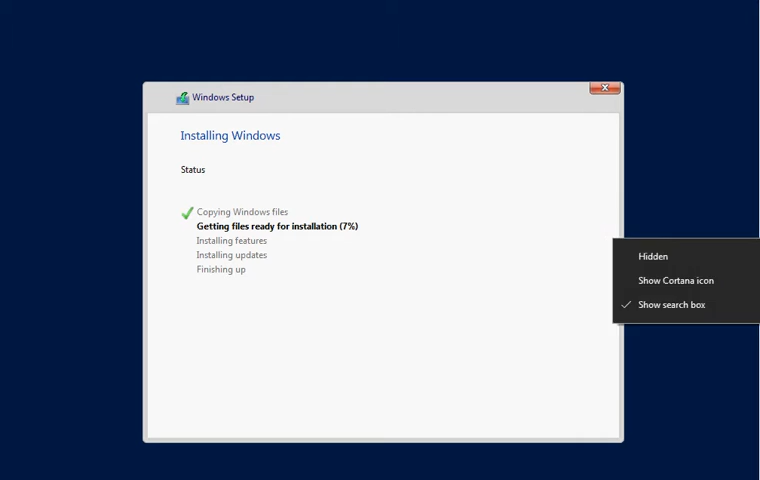 Windows Setup
Installing Windows
Status
Copying Windows files
Getting files ready for installation (7%)
Installing features
Installing updates
Finishing up
Hidden
Show Cortana icon
Show search box